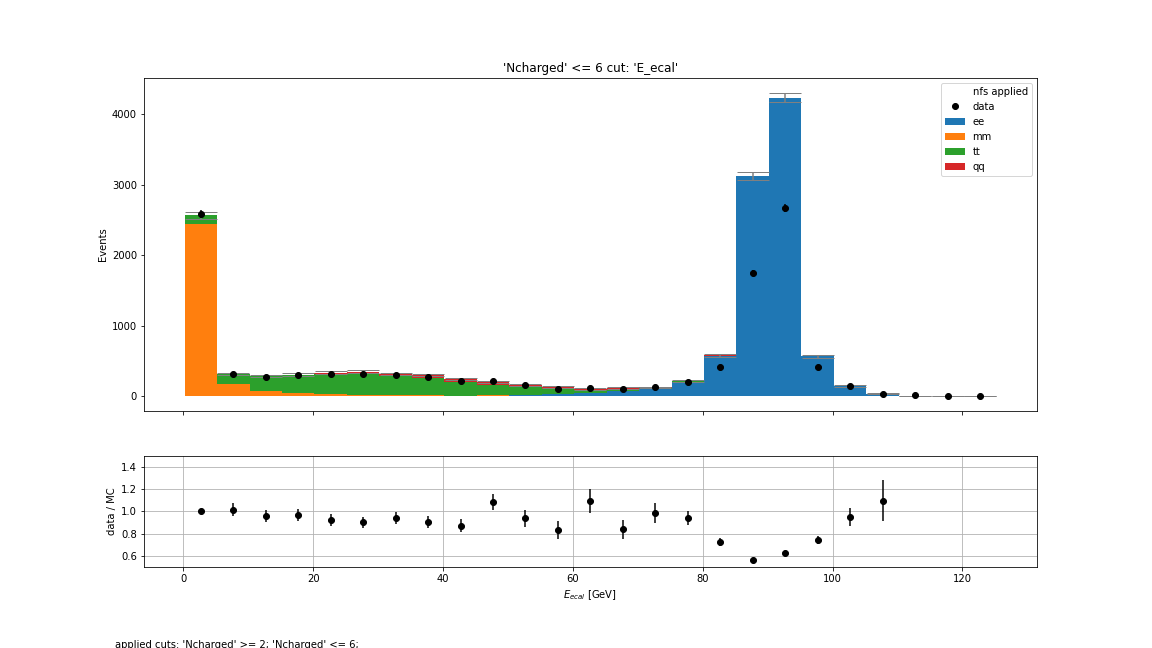 'Ncharged' <= 6 cut: 'E_ecal'
nfs applied
data
ee
mm
tt
qq
4000
3000
2000
1000
0
Events
1.4
1.2
1.0
0.8
0.6
data / MC
0 20 40 60 80 100 120
E_ecal [GeV]
applied cuts: 'Ncharged' >= 2; 'Ncharged' <= 6;